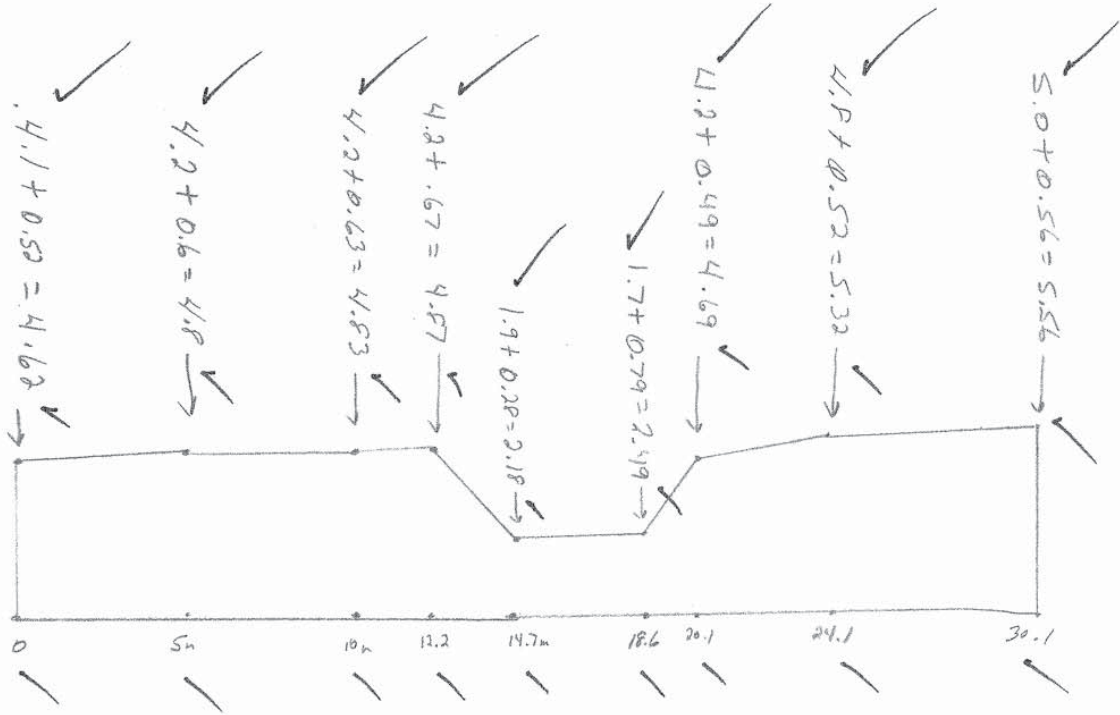 .4.1 + 0.52 = 4.62
4.2 + 0.6 = 4.8
4.2 + 0.63 = 4.83
4.2 + .67 = 4.87
1.9 + 0.28 = 2.18
1.7 + 0.79 = 2.49
4.2 + 0.49 = 4.69
4.8 + 0.52 = 5.32
5.0 + 0.56 = 5.56
0 5m 10m 12.2 14.7m 18.6 20.1 24.1 30.1